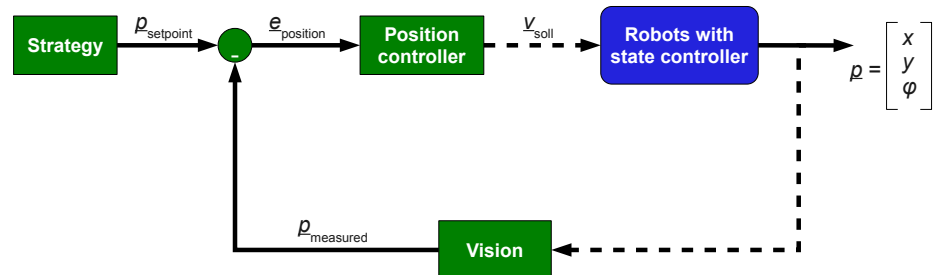 Strategy
p setpoint
-
e position
Position
controller
v soll
Robots with
state controller
p = [ x
y
φ ]
p measured
Vision